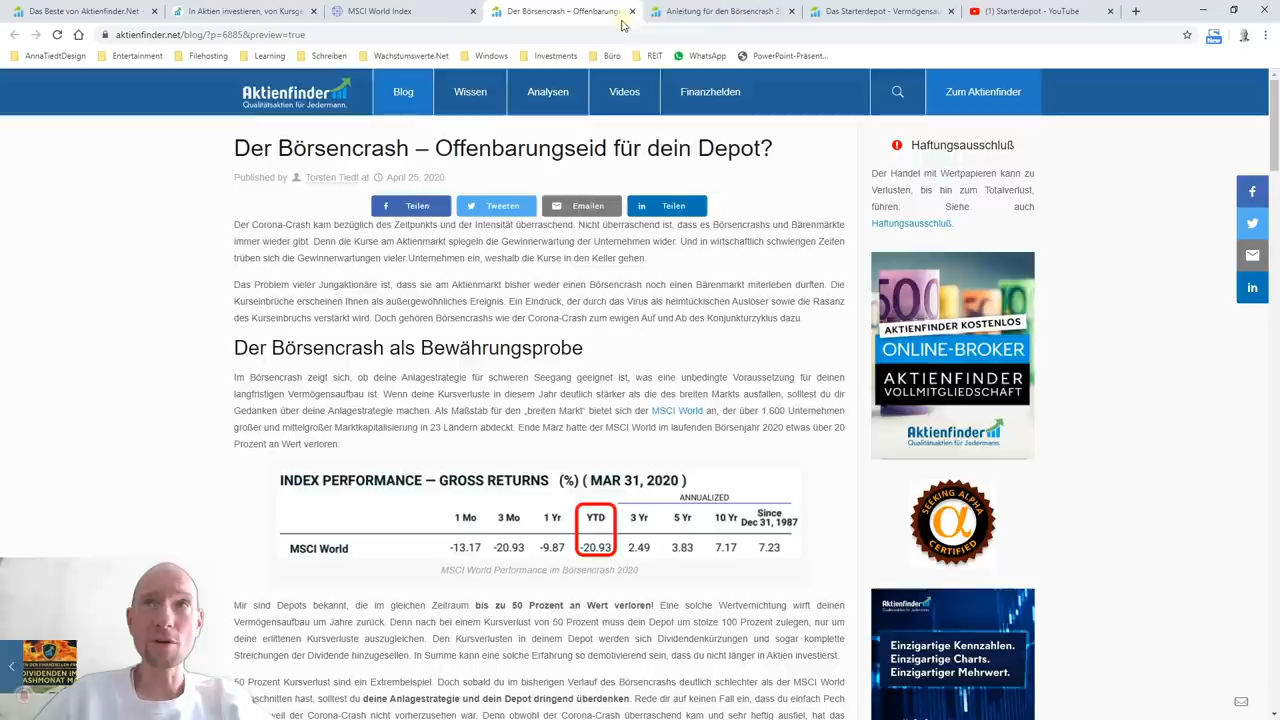 Das Beste von No
In Aktien investieren, von Kursge
MSCI World Index
Der Börsencrash – Offenbarung
Anleitung für den Börsencrash 2
Das Starterdepot - Vermögensa
(1) Starterdepot - YouTube
aktienfinder.net/blog/?p=6885&preview=true
AnnaTiedtDesign
Entertainment
Filehosting
Learning
Schreiben
Wachstumswerte.Net
Windows
Investments
Büro
REIT
WhatsApp
PowerPoint-Präsent...
New
Aktienfinder
Qualitätsaktien für Jedermann.
Blog
Wissen
Analysen
Videos
Finanzhelden
Zum Aktienfinder
Der Börsencrash – Offenbarungseid für dein Depot?
Published by Torsten Tiedt at April 25, 2020
Teilen
Tweeten
Emailen
Teilen
Der Corona-Crash kam bezüglich des Zeitpunkts und der Intensität überraschend. Nicht überraschend ist, dass es Börsencrashs und Bärenmärkte
immer wieder gibt. Denn die Kurse am Aktienmarkt spiegeln die Gewinnerwartung der Unternehmen wider. Und in wirtschaftlich schwierigen Zeiten
trüben sich die Gewinnerwartungen vieler Unternehmen ein, weshalb die Kurse in den Keller gehen.
Das Problem vieler Jungaktionäre ist, dass sie am Aktienmarkt bisher weder einen Börsencrash noch einen Bärenmarkt miterleben durften. Die
Kurseinbrüche erscheinen Ihnen als außergewöhnliches Ereignis. Ein Eindruck, der durch das Virus als heimtückischen Auslöser sowie die Rasanz
des Kurseinbruchs verstärkt wird. Doch gehören Börsencrashs wie der Corona-Crash zum ewigen Auf und Ab des Konjunkturzyklus dazu.
Der Börsencrash als Bewährungsprobe
Im Börsencrash zeigt sich, ob deine Anlagestrategie für schweren Seegang geeignet ist, was eine unbedingte Voraussetzung für deinen
langfristigen Vermögensaufbau ist. Wenn deine Kursverluste in diesem Jahr deutlich stärker als die des breiten Markts ausfallen, solltest du dir
Gedanken über deine Anlagestrategie machen. Als Maßstab für den „breiten Markt“ bietet sich der MSCI World an, der über 1.600 Unternehmen
großer und mittelgroßer Marktkapitalisierung in 23 Ländern abdeckt. Ende März hatte der MSCI World im laufenden Börsenjahr 2020 etwas über 20
Prozent an Wert verloren:
INDEX PERFORMANCE — GROSS RETURNS (%) ( MAR 31, 2020 )
ANNUALIZED
1 Mo 3 Mo 1 Yr YTD 3 Yr 5 Yr 10 Yr Since Dec 31, 1987
MSCI World -13.17 -20.93 -9.87 -20.93 2.49 3.83 7.17 7.23
MSCI World Performance im Börsencrash 2020
Mir sind Depots bekannt, die im gleichen Zeitraum bis zu 50 Prozent an Wert verloren! Eine solche Wertvernichtung wirft deinen
Vermögensaufbau um Jahre zurück. Denn nach bei einem Kursverlust von 50 Prozent muss dein Depot um stolze 100 Prozent zulegen, nur um
deine erlittenen Kursverluste auszugleichen. Den Kursverlusten in deinem Depot werden sich Dividendenkürzungen und sogar komplette
Streichungen der Dividende hinzugesellen. In Summe kann eine solche Erfahrung so demotivierend sein, dass du nicht länger in Aktien investierst.
50 Prozent Kursverlust sind ein Extrembeispiel. Doch sobald du im bisherigen Verlauf des Börsencrashs deutlich schlechter als der MSCI World
schnitten hast, solltest du deine Anlagestrategie und dein Depot dringend überdenken. Rede dir auf keinen Fall ein, dass du einfach Pech
weil der Corona-Crash nicht vorherzusehen war. Denn obwohl der Corona-Crash überraschend kam und sehr heftig ausfiel, hat das
Haftungsausschluß
Der Handel mit Wertpapieren kann zu
Verlusten, bis hin zum Totalverlust,
führen. Siehe auch
Haftungsausschluß.
500
AKTIENFINDER KOSTENLOS
ONLINE-BROKER
AKTIENFINDER
VOLLMITGLIEDSCHAFT
Aktienfinder
Qualitätsaktien für Jedermann.
SEEKING ALPHA
α
CERTIFIED
Aktienfinder
Einzigartige Kennzahlen.
Einzigartige Charts.
Einzigartiger Mehrwert.
DIVIDENDEN IM